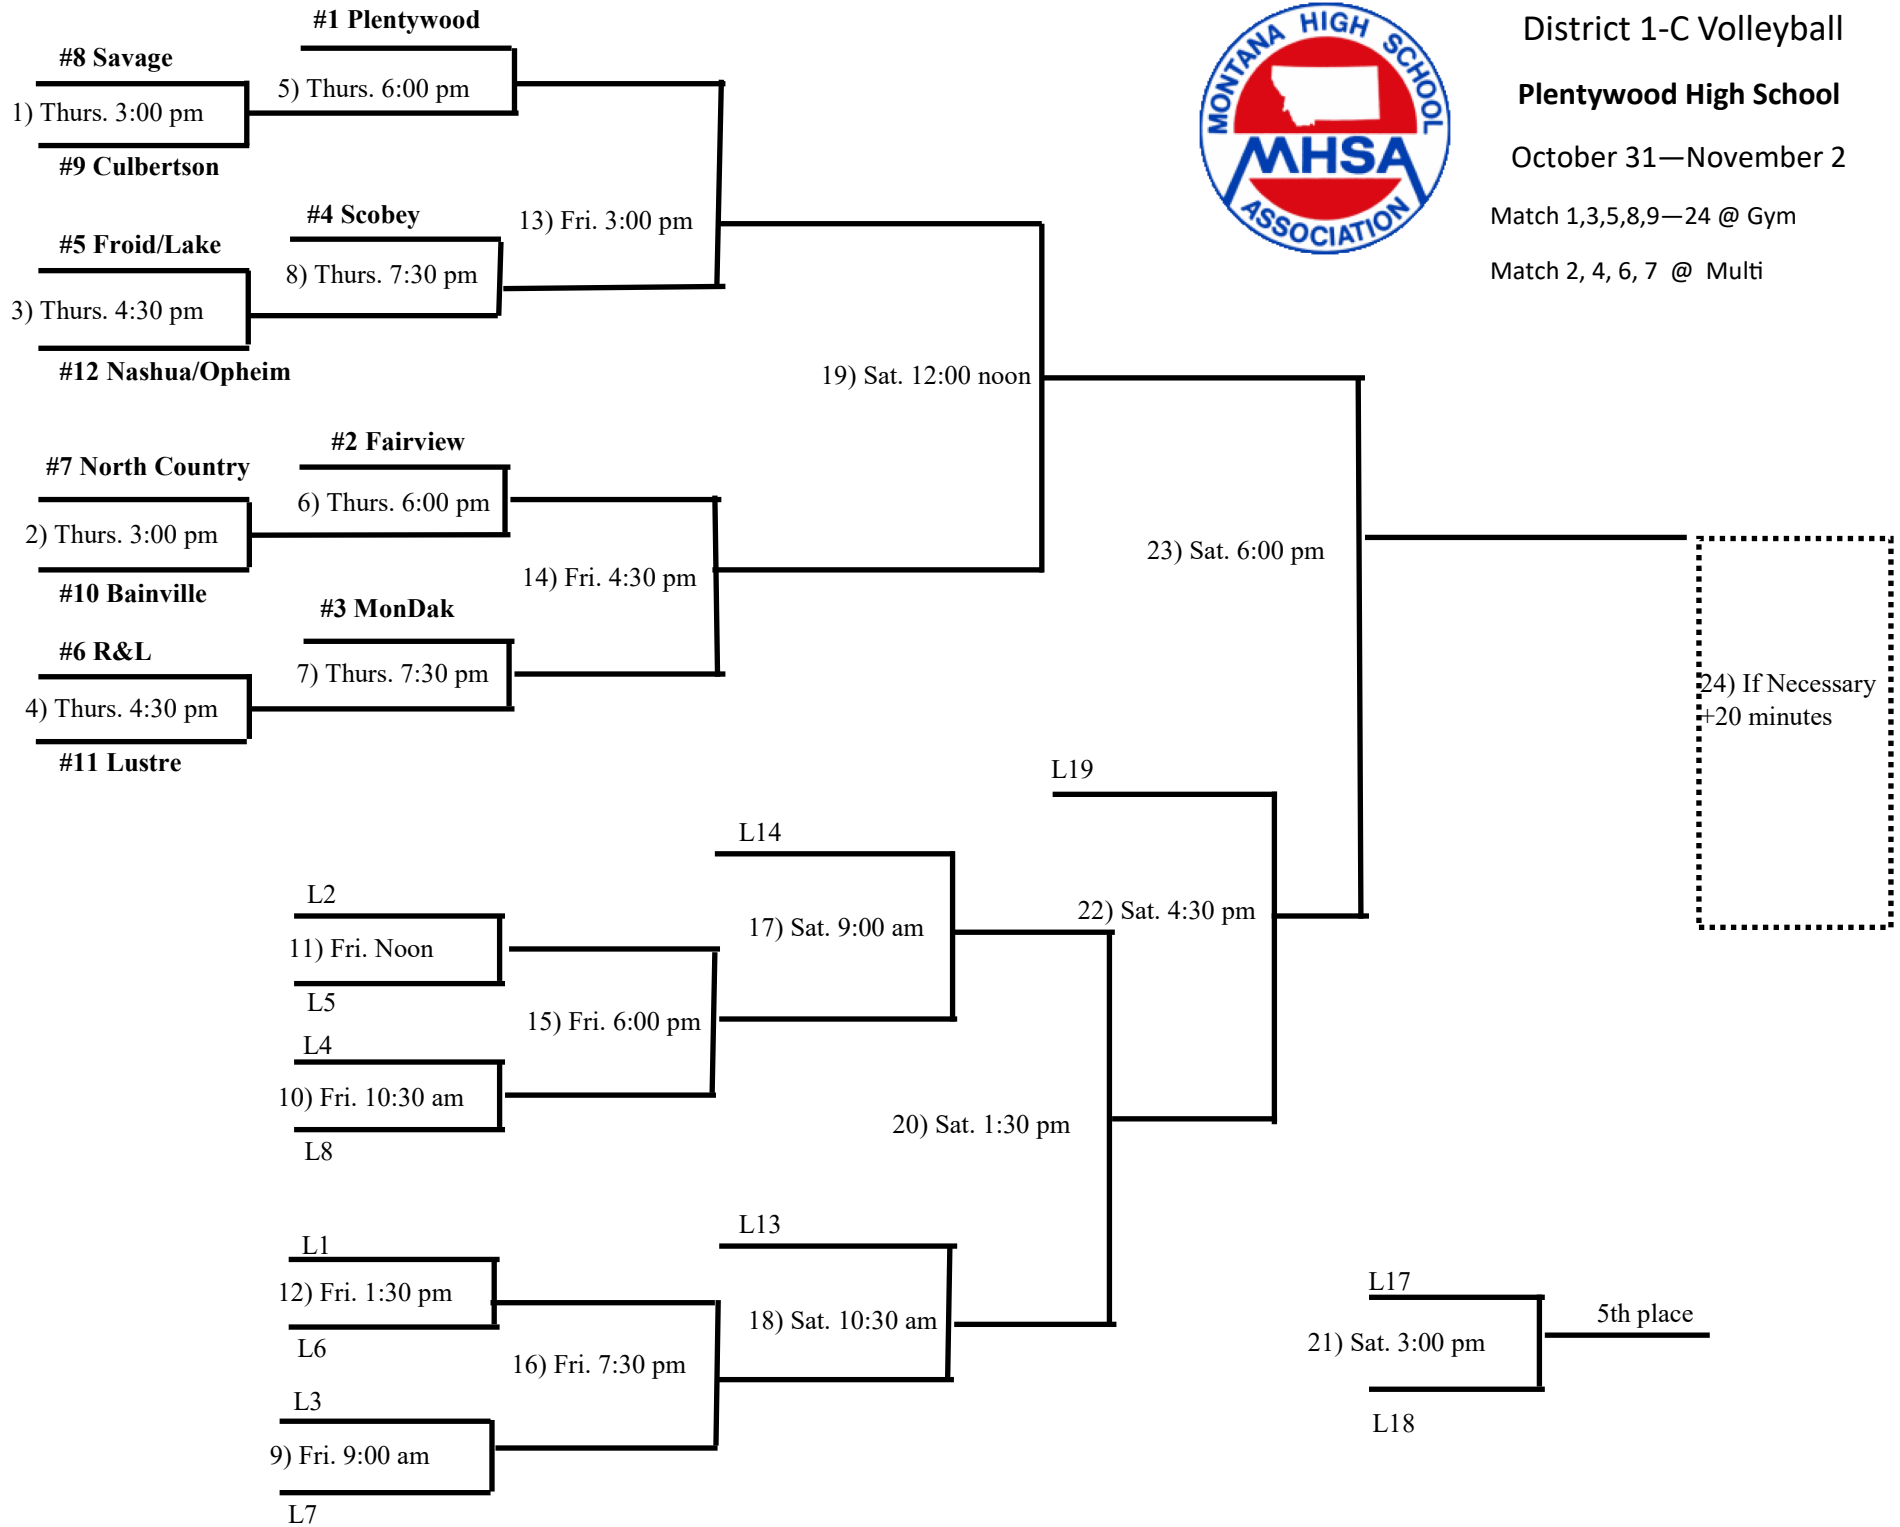 #1 Plentywood
#8 Savage
5) Thurs. 6:00 pm
1) Thurs. 3:00 pm
#9 Culbertson
#4 Scobey
13) Fri. 3:00 pm
#5 Froid/Lake
8) Thurs. 7:30 pm
3) Thurs. 4:30 pm
#12 Nashua/Opheim
19) Sat. 12:00 noon
#2 Fairview
#7 North Country
6) Thurs. 6:00 pm
2) Thurs. 3:00 pm
14) Fri. 4:30 pm
#10 Bainville
#3 MonDak
#6 R&L
7) Thurs. 7:30 pm
4) Thurs. 4:30 pm
#11 Lustre
23) Sat. 6:00 pm
24) If Necessary
+20 minutes
MONTANA HIGH SCHOOL
MHSA
ASSOCIATION
District 1-C Volleyball
Plentywood High School
October 31—November 2
Match 1,3,5,8,9—24 @ Gym
Match 2, 4, 6, 7 @ Multi
L19
L14
L2
17) Sat. 9:00 am
22) Sat. 4:30 pm
11) Fri. Noon
L5
15) Fri. 6:00 pm
L4
10) Fri. 10:30 am
L8
20) Sat. 1:30 pm
L13
L1
12) Fri. 1:30 pm
18) Sat. 10:30 am
L6
16) Fri. 7:30 pm
L3
9) Fri. 9:00 am
L7
L17
5th place
21) Sat. 3:00 pm
L18